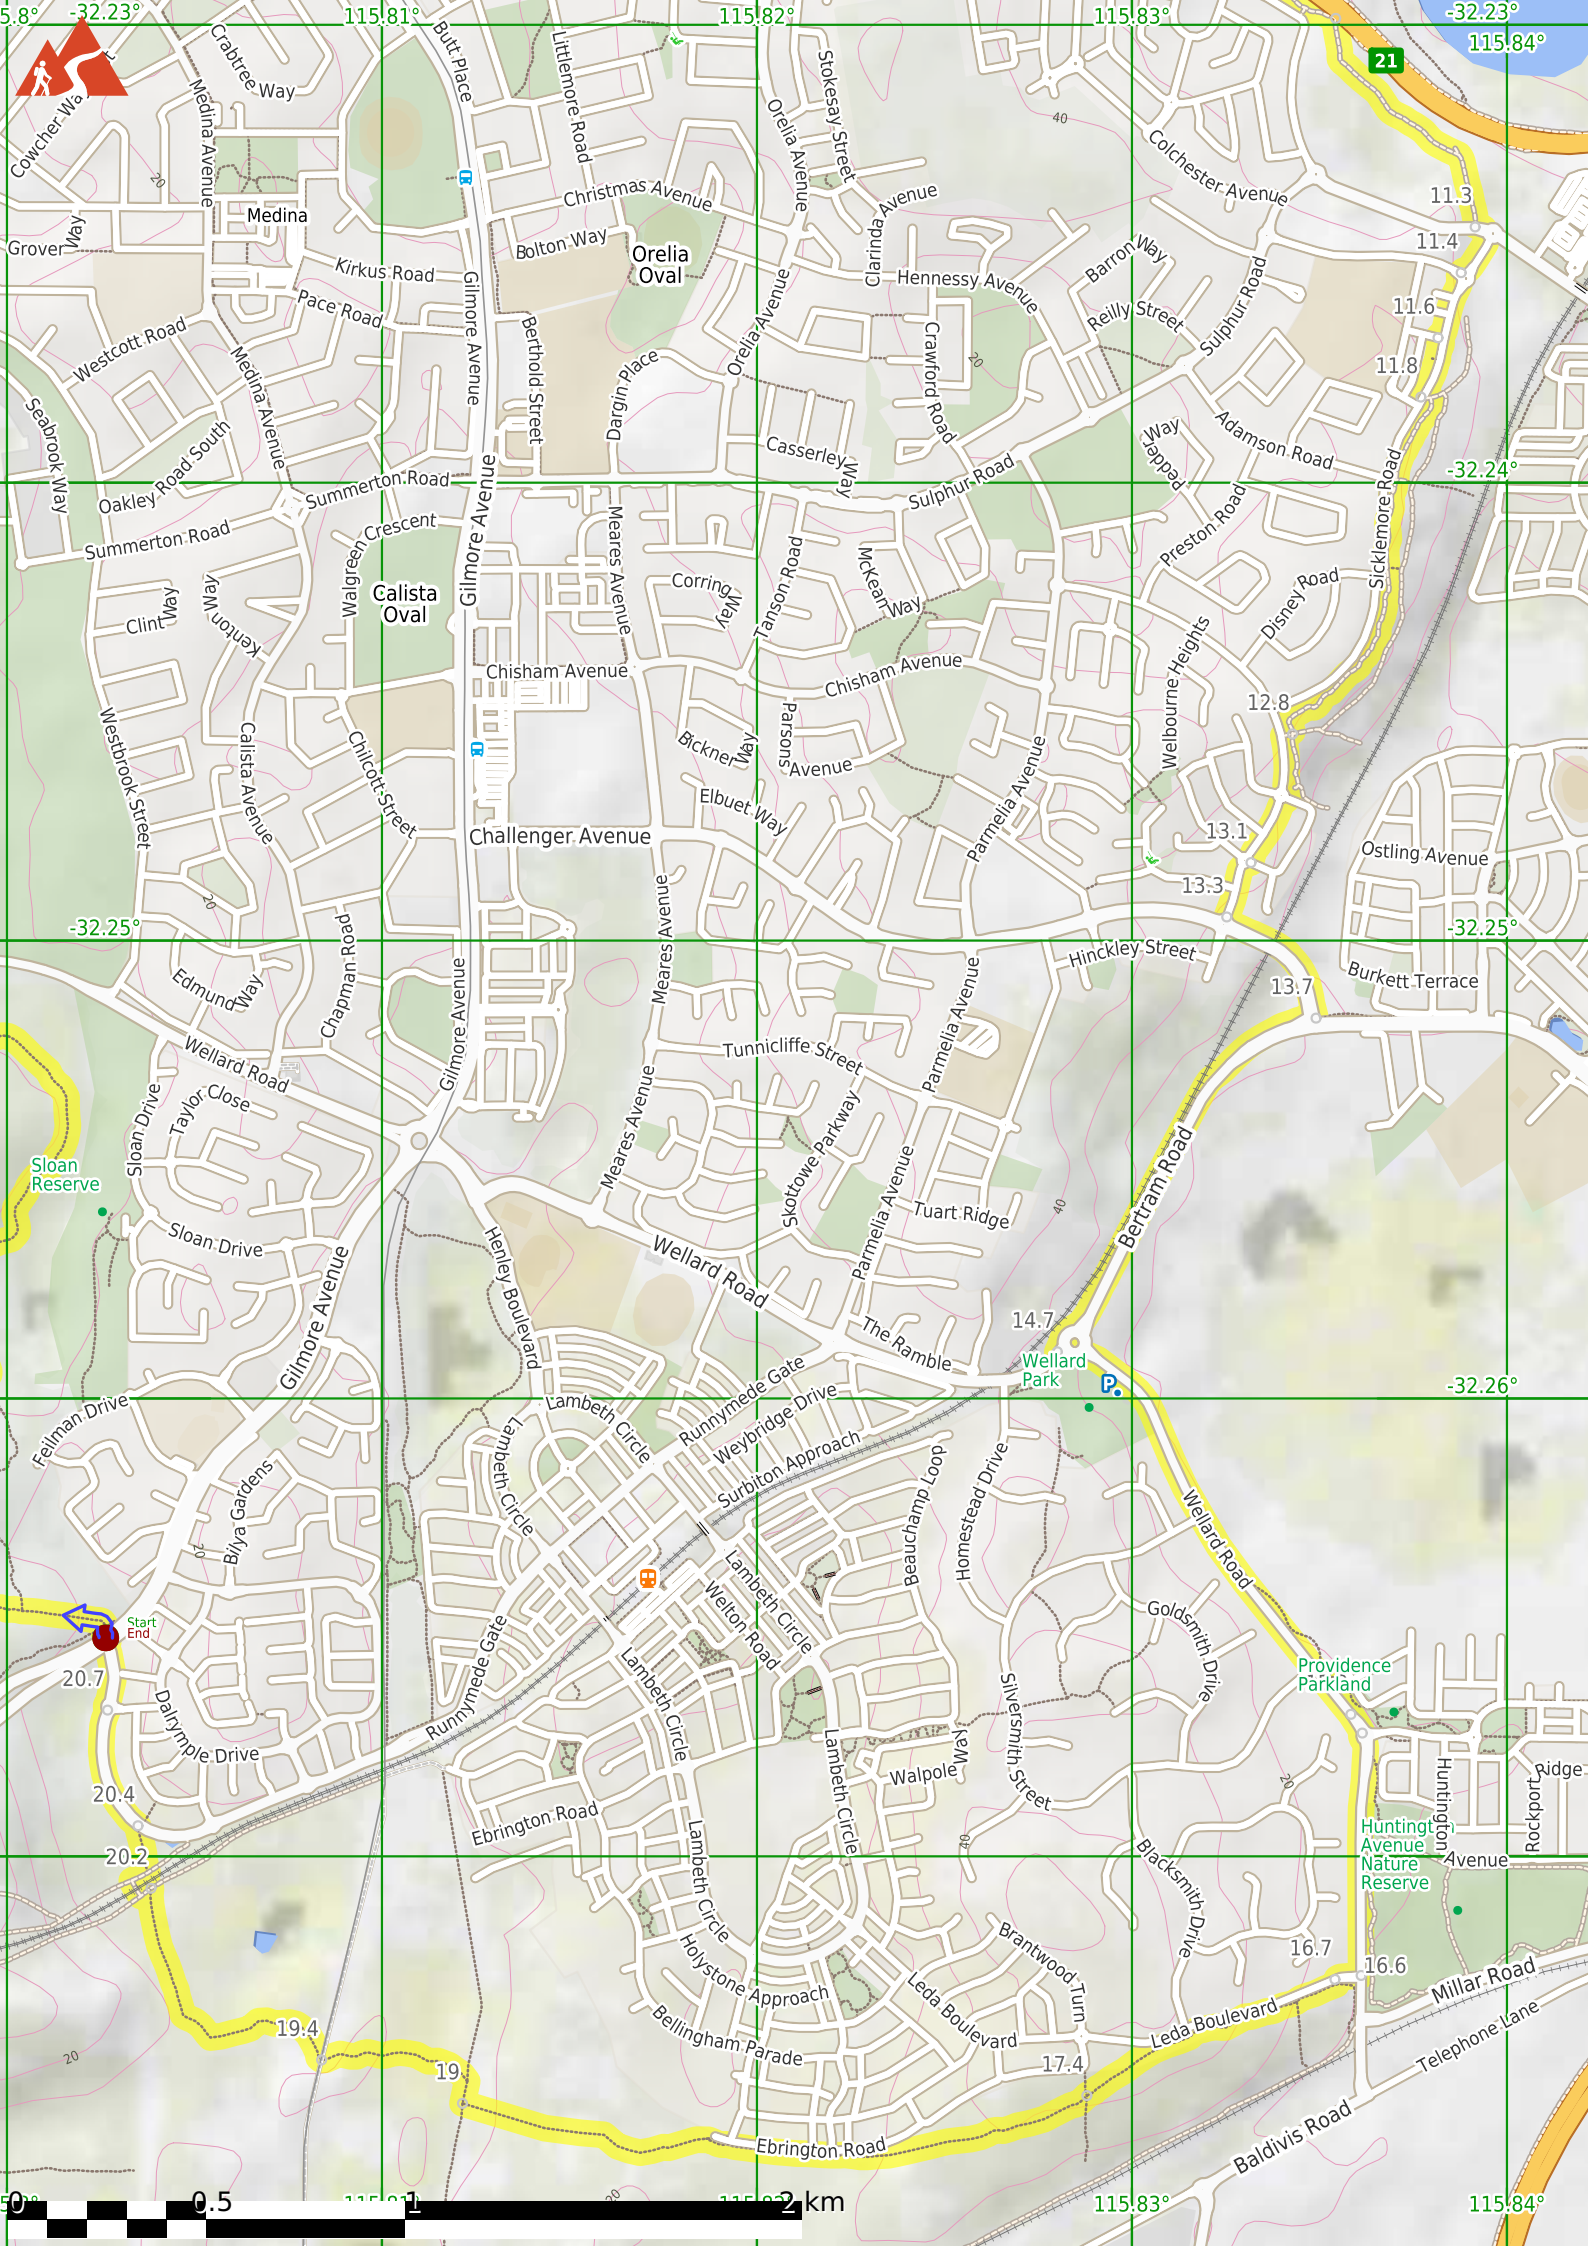 5.8°
-32.23°
115.81°
115.82°
115.83°
-32.23°
115.84°
21
Crabtree Way
Butt Place
Littlemore Road
Stokesay Street
Orelia Avenue
Cowcher Way
Medina Avenue
20
40
Colchester Avenue
11.3
Christmas Avenue
Clarinda Avenue
Medina
Grover Way
Bolton Way
Orelia
Oval
Barron Way
11.4
Kirkus Road
Hennessy Avenue
Pace Road
Gilmore Avenue
Reilly Street
Sulphur Road
11.6
Westcott Road
Berthold Street
Orelia Avenue
Crawford Road
20
11.8
Medina Avenue
Dargin Place
Seabrook Way
Oakley Road South
Casserley Way
Peddell Way
Adamson Road
-32.24°
Summerton Road
Sulphur Road
Sicklemore Road
Gilmore Avenue
Summerton Road
Walgreen Crescent
Meares Avenue
Preston Road
Calista
Oval
Corring Way
Tanson Road
McKean Way
Disney Road
Clint Way
Kenton Way
Chisham Avenue
Chisham Avenue
Welbourne Heights
12.8
Westbrook Street
Calista Avenue
Chilcott Street
Bickner Way
Parsons Avenue
Parmelia Avenue
Elbuet Way
Challenger Avenue
13.1
Ostling Avenue
20
Meares Avenue
13.3
-32.25°
-32.25°
Chapman Road
Edmund Way
Hinckley Street
13.7
Burkett Terrace
Gilmore Avenue
Parmelia Avenue
Wellard Road
Tunnicliffe Street
Taylor Close
Sloan Drive
Meares Avenue
Skottowe Parkway
Bertram Road
Sloan
Reserve
Parmelia Avenue
Tuart Ridge
40
Sloan Drive
Henley Boulevard
Wellard Road
Gilmore Avenue
14.7
The Ramble
Wellard
Park
P
-32.26°
Feilman Drive
Lambeth Circle
Runnymede Gate
Weybridge Drive
Lambeth Circle
Surbiton Approach
Bilya Gardens
20
Beauchamp Loop
Homestead Drive
Wellard Road
Lambeth Circle
Welton Road
Start
End
Goldsmith Drive
Runnymede Gate
Providence
Parkland
20.7
Dalrymple Drive
Lambeth Circle
Silversmith Street
Lambeth Circle
Walpole Way
20.4
20
Huntington Avenue
Rockport
Ridge
Ebrington Road
Huntington
Avenue
Nature
Reserve
20.2
Lambeth Circle
40
Blacksmith Drive
Brantwood Turn
16.7
16.6
Holystone Approach
Leda Boulevard
Millar Road
19.4
Bellingham Parade
Leda Boulevard
Telephone Lane
20
19
17.4
Ebrington Road
Baldivis Road
0
0.5
1
2 km
115.81°
115.82°
115.83°
115.84°
20